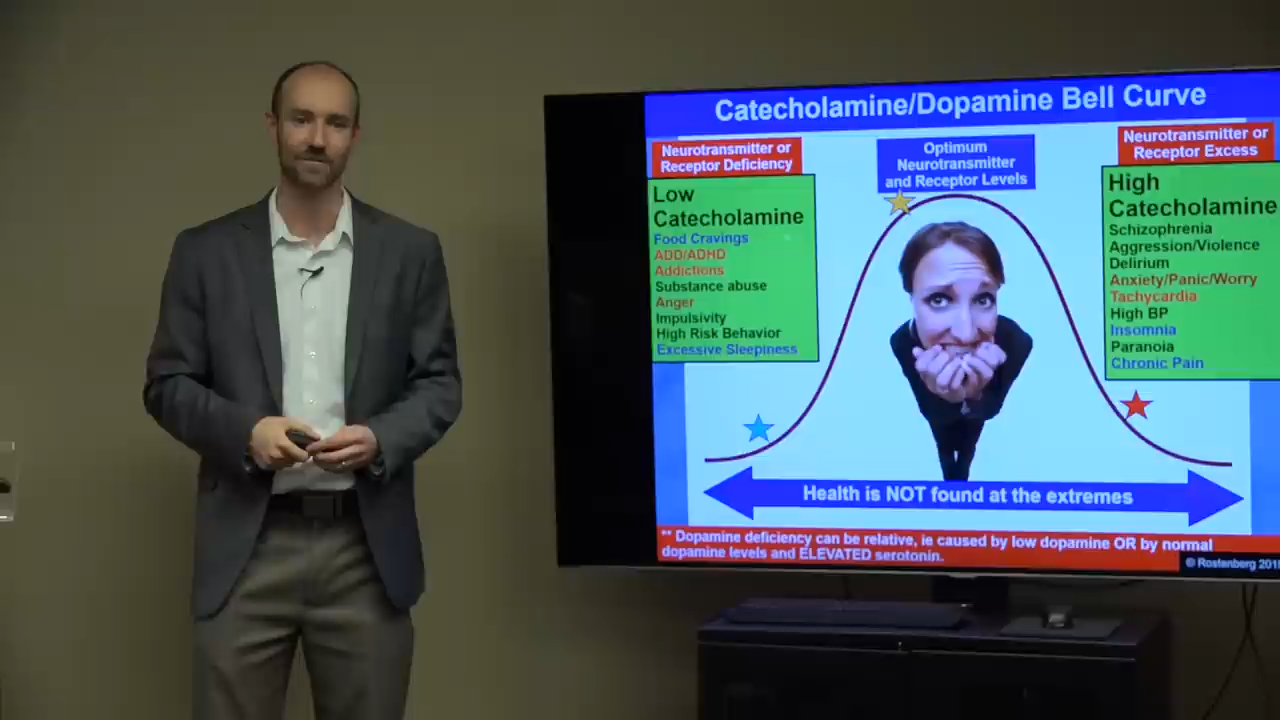 Catecholamine/Dopamine Bell Curve
Neurotransmitter or
Receptor Deficiency
Low
Catecholamine
Food Cravings
ADD/ADHD
Addictions
Substance abuse
Anger
Impulsivity
High Risk Behavior
Excessive Sleepiness
Optimum
Neurotransmitter
and Receptor Levels
Neurotransmitter or
Receptor Excess
High
Catecholamine
Schizophrenia
Aggression/Violence
Delirium
Anxiety/Panic/Worry
Tachycardia
High BP
Insomnia
Paranoia
Chronic Pain
Health is NOT found at the extremes
** Dopamine deficiency can be relative, ie caused by low dopamine OR by normal
dopamine levels and ELEVATED serotonin.
© Rostenberg